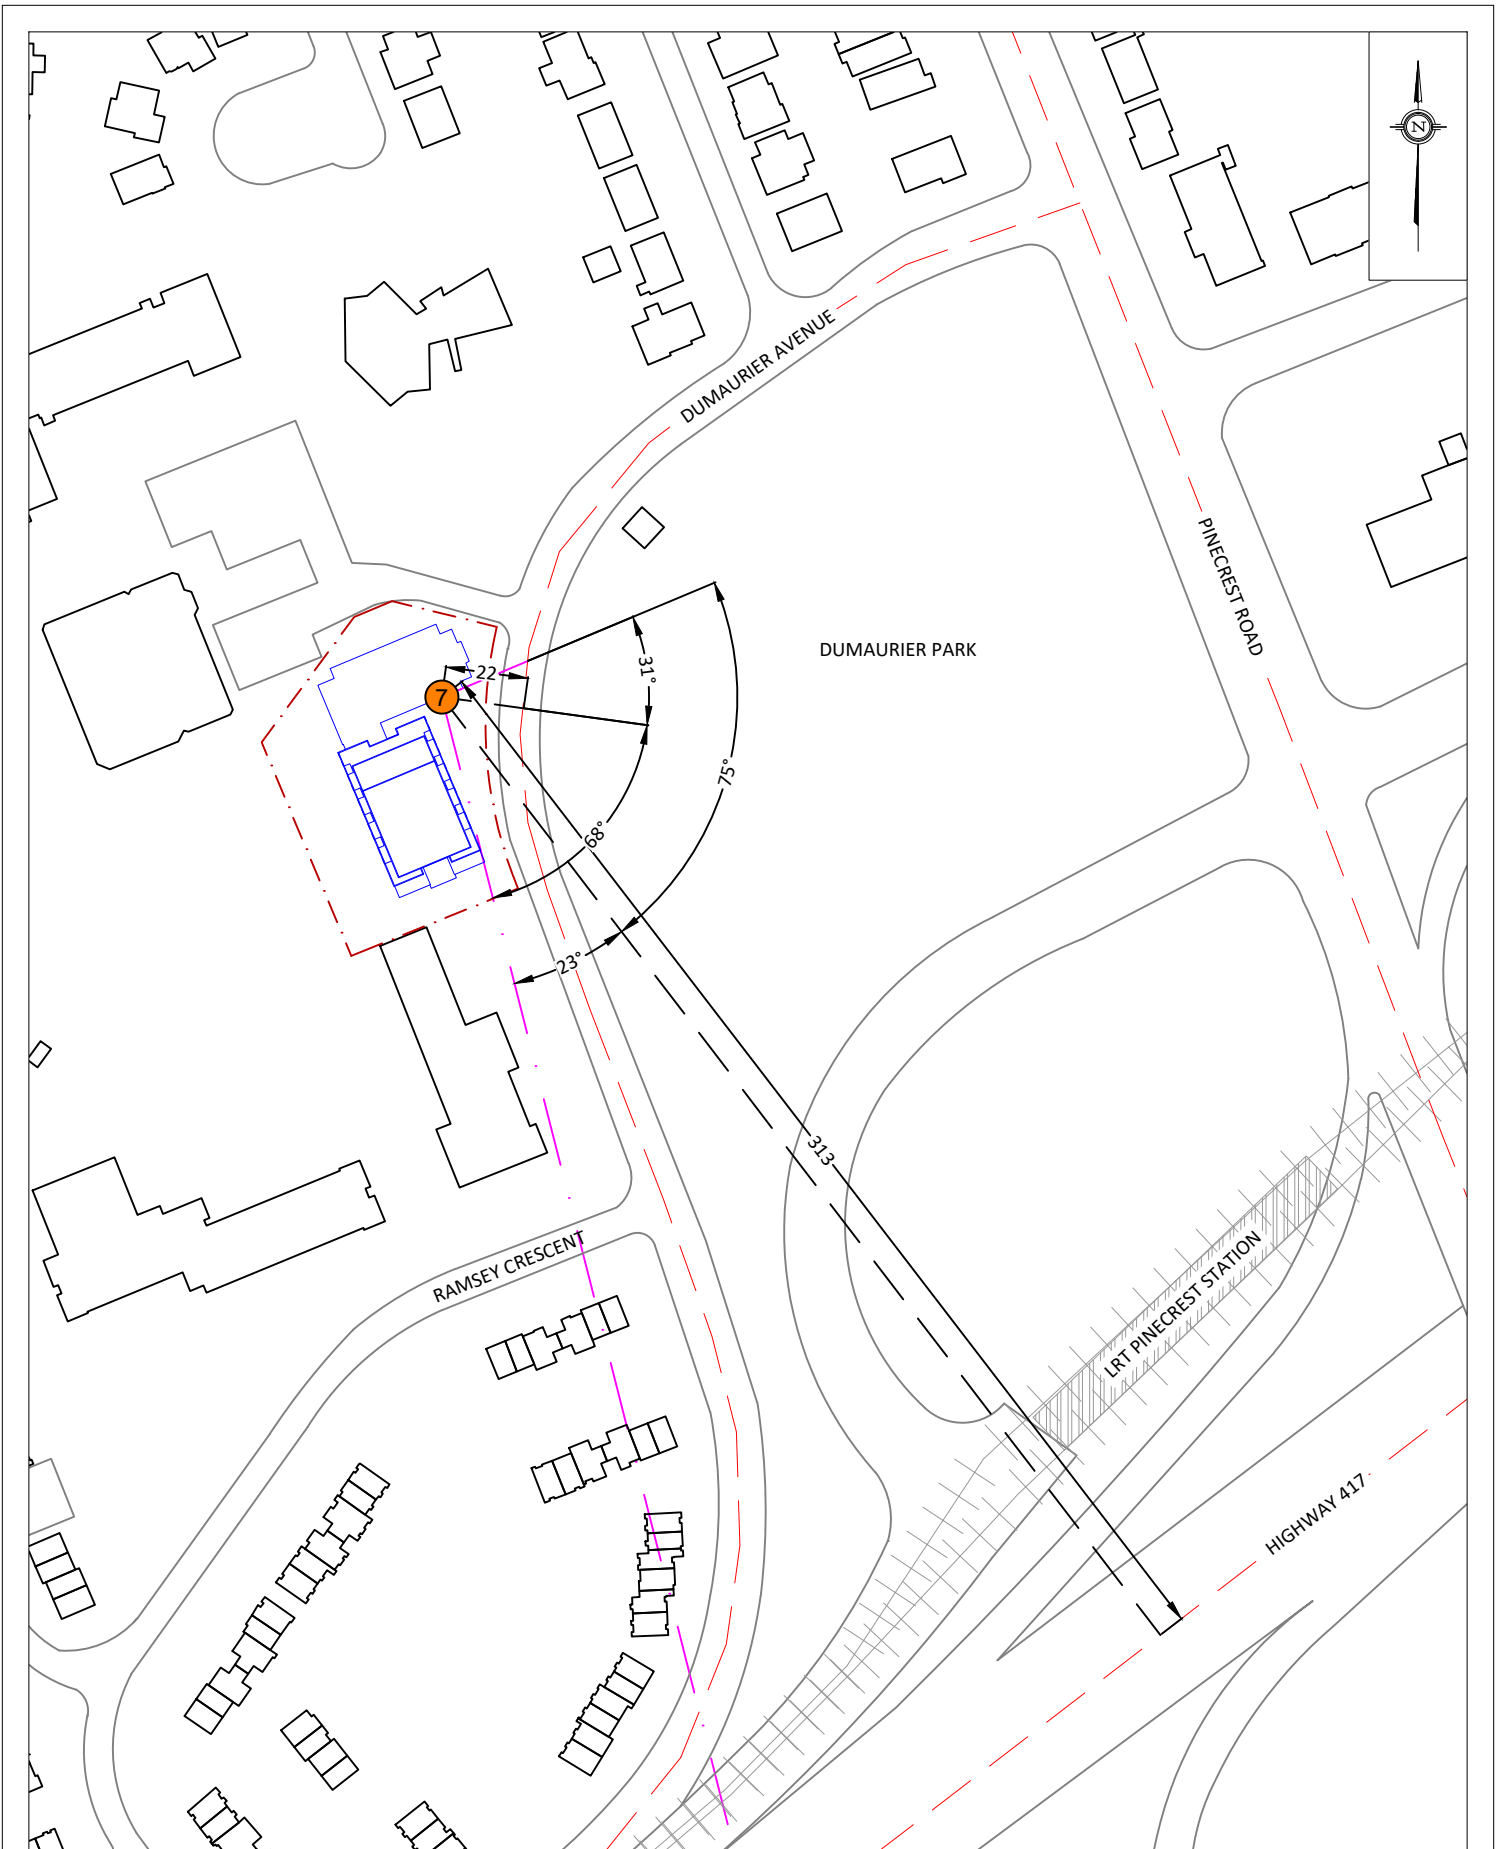 N
DUMAURIER AVENUE
PINECREST ROAD
DUMAURIER PARK
31°
22
7
75°
68°
23°
313
RAMSEY CRESCENT
LRT PINECREST STATION
HIGHWAY 417